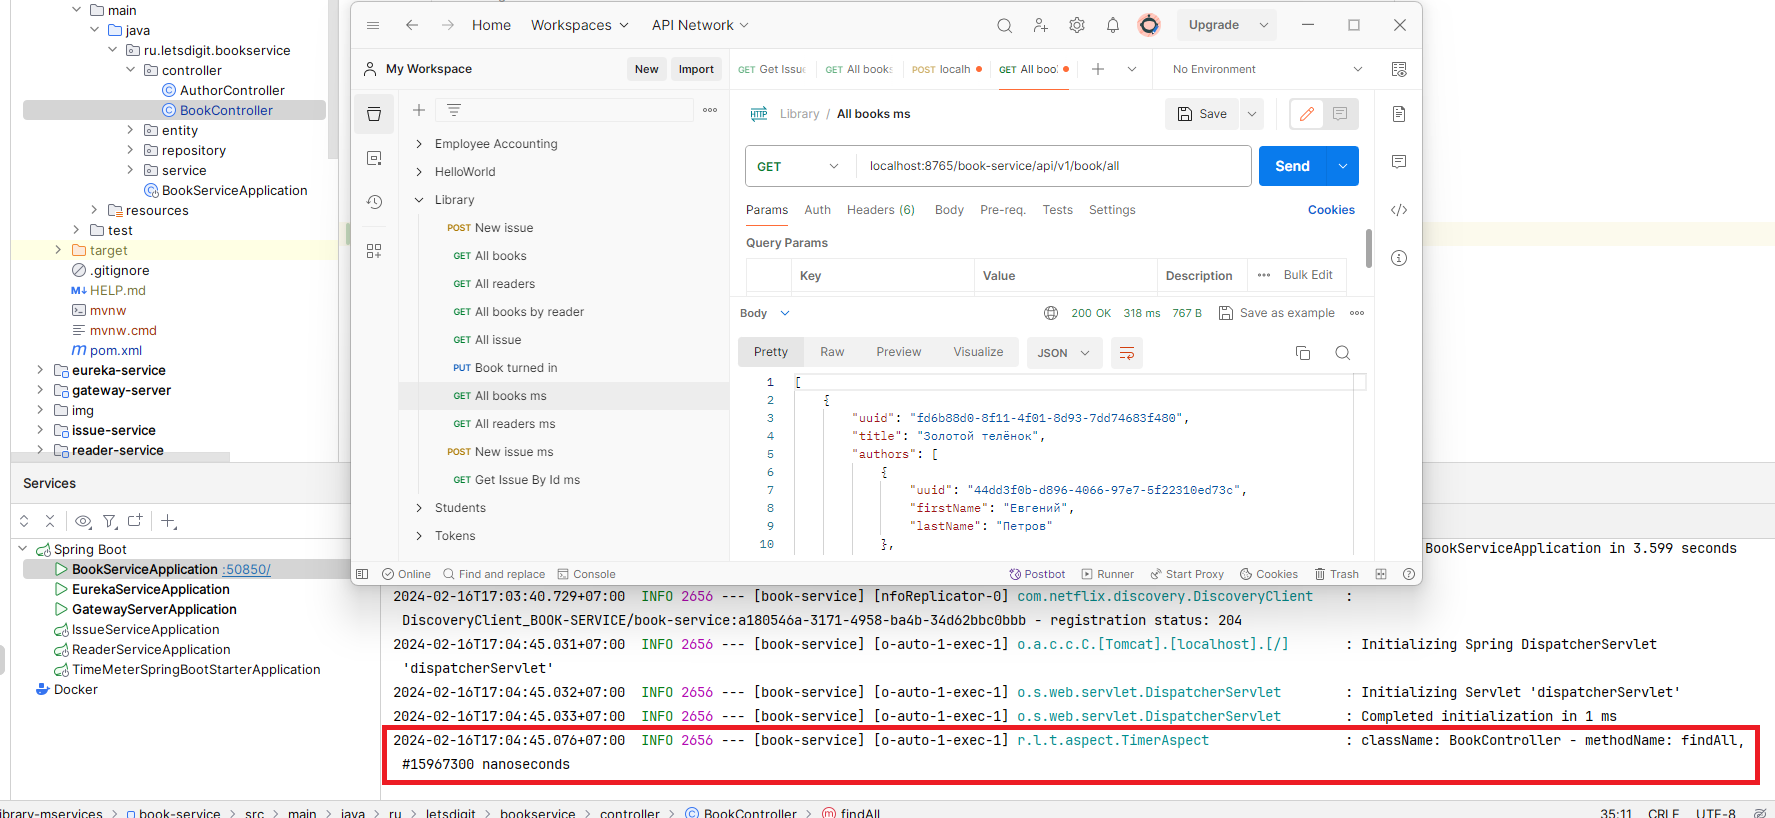 main
java
ru.letsdigit.bookservice
controller
AuthorController
BookController
entity
repository
service
BookServiceApplication
resources
test
target
.gitignore
HELP.md
mvnw
mvnw.cmd
pom.xml
eureka-service
gateway-server
img
issue-service
reader-service
Home Workspaces API Network Upgrade
My Workspace New Import
GET Get Issue GET All books POST localh GET All boo No Environment
Employee Accounting
HelloWorld
Library
POST New issue
GET All books
GET All readers
GET All books by reader
GET All issue
PUT Book turned in
GET All books ms
GET All readers ms
POST New issue ms
GET Get Issue By Id ms
Students
Tokens
HTTP Library / All books ms Save
GET localhost:8765/book-service/api/v1/book/all Send
Params Auth Headers (6) Body Pre-req. Tests Settings Cookies
Query Params
Key Value Description Bulk Edit
Body 200 OK 318 ms 767 B Save as example
Pretty Raw Preview Visualize JSON
1 [
2 {
3 "uuid": "fd6b88d0-8f11-4f01-8d93-7dd74683f480",
4 "title": "Золотой телёнок",
5 "authors": [
6 {
7 "uuid": "44dd3f0b-d896-4066-97e7-5f22310ed73c",
8 "firstName": "Евгений",
9 "lastName": "Петров"
10 },
Online Find and replace Console Postbot Runner Start Proxy Cookies Trash
Services
Spring Boot
BookServiceApplication :50850/
EurekaServiceApplication
GatewayServerApplication
IssueServiceApplication
ReaderServiceApplication
TimeMeterSpringBootStarterApplication
Docker
BookServiceApplication in 3.599 seconds
2024-02-16T17:03:40.729+07:00 INFO 2656 --- [book-service] [nfoReplicator-0] com.netflix.discovery.DiscoveryClient :
DiscoveryClient_BOOK-SERVICE/book-service:a180546a-3171-4958-ba4b-34d62bbc0bbb - registration status: 204
2024-02-16T17:04:45.031+07:00 INFO 2656 --- [book-service] [o-auto-1-exec-1] o.a.c.c.C.[Tomcat].[localhost].[/] : Initializing Spring DispatcherServlet
'dispatcherServlet'
2024-02-16T17:04:45.032+07:00 INFO 2656 --- [book-service] [o-auto-1-exec-1] o.s.web.servlet.DispatcherServlet : Initializing Servlet 'dispatcherServlet'
2024-02-16T17:04:45.033+07:00 INFO 2656 --- [book-service] [o-auto-1-exec-1] o.s.web.servlet.DispatcherServlet : Completed initialization in 1 ms
2024-02-16T17:04:45.076+07:00 INFO 2656 --- [book-service] [o-auto-1-exec-1] r.l.t.aspect.TimerAspect : className: BookController - methodName: findAll,
#15967300 nanoseconds
ibrary-mservices > book-service > src > main > java > ru > letsdigit > bookservice > controller > BookController > findAll 35:11 CRLF UTF-8